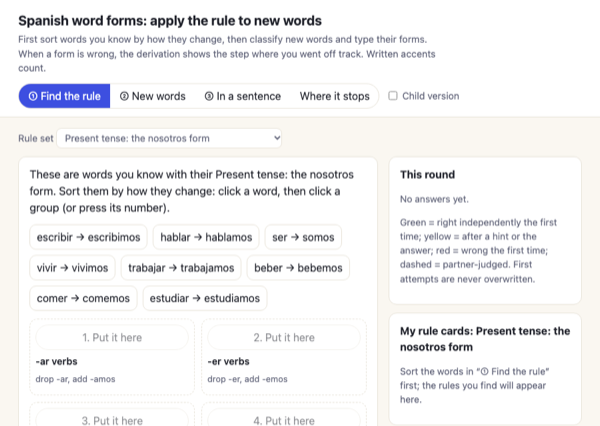 Spanish word forms: apply the rule to new words
First sort words you know by how they change, then classify new words and type their forms.
When a form is wrong, the derivation shows the step where you went off track. Written accents
count.
① Find the rule
② New words
③ In a sentence
Where it stops
Child version
Rule set
Present tense: the nosotros form
These are words you know with their Present tense: the nosotros
form. Sort them by how they change: click a word, then click a
group (or press its number).
escribir → escribimos
hablar → hablamos
ser → somos
vivir → vivimos
trabajar → trabajamos
beber → bebemos
comer → comemos
estudiar → estudiamos
1. Put it here
-ar verbs
drop -ar, add -amos
2. Put it here
-er verbs
drop -er, add -emos
3. Put it here
4. Put it here
This round
No answers yet.
Green = right independently the first
time; yellow = after a hint or the
answer; red = wrong the first time;
dashed = partner-judged. First
attempts are never overwritten.
My rule cards: Present tense: the
nosotros form
Sort the words in “① Find the rule”
first; the rules you find will appear
here.